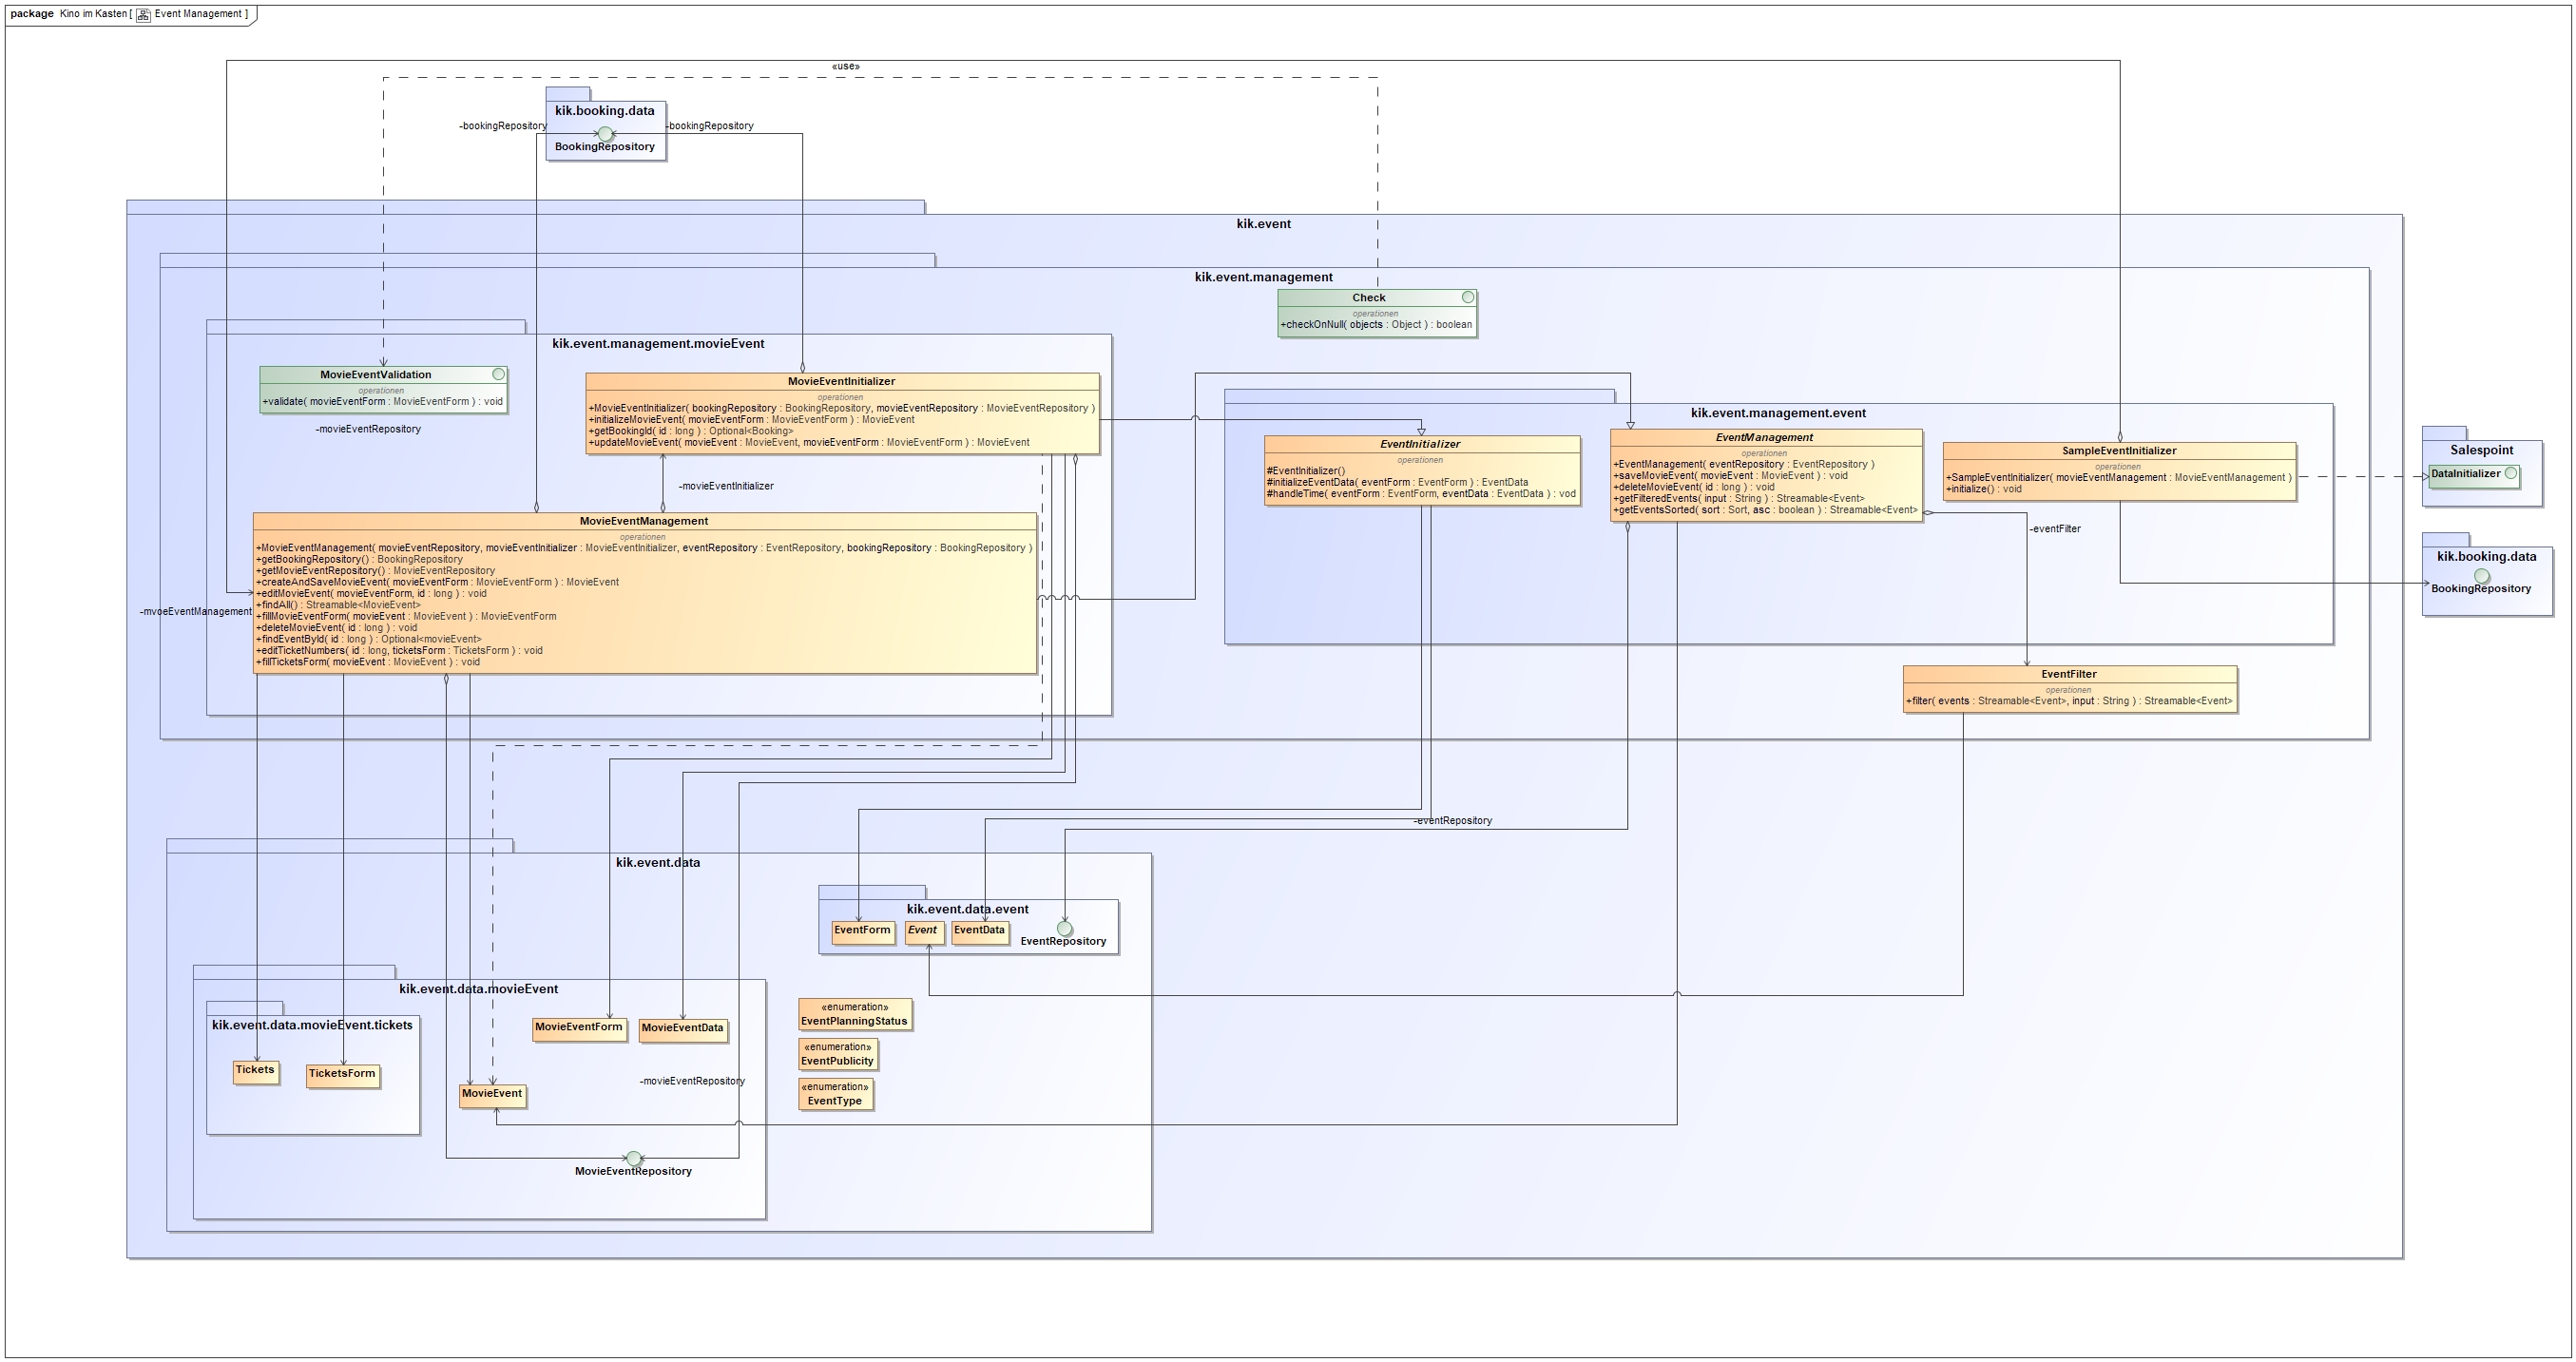 package Kino im Kasten [ Event Management ]
«use»
kik.booking.data
-bookingRepository
-bookingRepository
BookingRepository
kik.event
kik.event.management
Check
operationen
+checkOnNull( objects : Object ) : boolean
kik.event.management.movieEvent
MovieEventValidation
operationen
+validate( movieEventForm : MovieEventForm ) : void
-movieEventRepository
MovieEventInitializer
operationen
+MovieEventInitializer( bookingRepository : BookingRepository, movieEventRepository : MovieEventRepository )
+initializeMovieEvent( movieEventForm : MovieEventForm ) : MovieEvent
+getBookingId( id : long ) : Optional<Booking>
+updateMovieEvent( movieEvent : MovieEvent, movieEventForm : MovieEventForm ) : MovieEvent
-movieEventInitializer
MovieEventManagement
operationen
+MovieEventManagement( movieEventRepository, movieEventInitializer : MovieEventInitializer, eventRepository : EventRepository, bookingRepository : BookingRepository )
+getBookingRepository() : BookingRepository
+getMovieEventRepository() : MovieEventRepository
+createAndSaveMovieEvent( movieEventForm : MovieEventForm ) : MovieEvent
+editMovieEvent( movieEventForm, id : long ) : void
+findAll() : Streamable<MovieEvent>
+fillMovieEventForm( movieEvent : MovieEvent ) : MovieEventForm
+deleteMovieEvent( id : long ) : void
+findEventById( id : long ) : Optional<movieEvent>
+editTicketNumbers( id : long, ticketsForm : TicketsForm ) : void
+fillTicketsForm( movieEvent : MovieEvent ) : void
-mvoeEventManagement
kik.event.management.event
EventInitializer
operationen
#EventInitializer()
#initializeEventData( eventForm : EventForm ) : EventData
#handleTime( eventForm : EventForm, eventData : EventData ) : vod
EventManagement
operationen
+EventManagement( eventRepository : EventRepository )
+saveMovieEvent( movieEvent : MovieEvent ) : void
+deleteMovieEvent( id : long ) : void
+getFilteredEvents( input : String ) : Streamable<Event>
+getEventsSorted( sort : Sort, asc : boolean ) : Streamable<Event>
SampleEventInitializer
operationen
+SampleEventInitializer( movieEventManagement : MovieEventManagement )
+initialize() : void
-eventFilter
Salespoint
DataInitializer
kik.booking.data
BookingRepository
EventFilter
operationen
+filter( events : Streamable<Event>, input : String ) : Streamable<Event>
-eventRepository
kik.event.data
kik.event.data.event
EventForm
Event
EventData
EventRepository
kik.event.data.movieEvent
kik.event.data.movieEvent.tickets
Tickets
TicketsForm
MovieEventForm
MovieEventData
MovieEvent
-movieEventRepository
MovieEventRepository
«enumeration»
EventPlanningStatus
«enumeration»
EventPublicity
«enumeration»
EventType